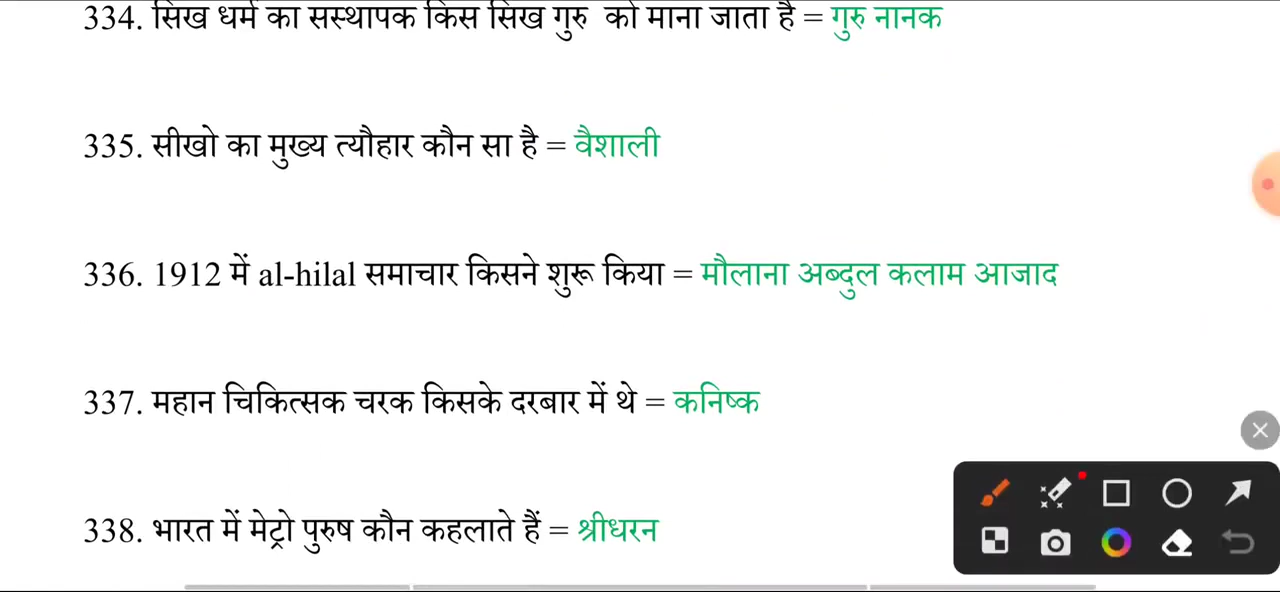 334. सिख धर्म का संस्थापक किस सिख गुरु को माना जाता है = गुरु नानक
335. सीखो का मुख्य त्यौहार कौन सा है = वैशाली
336. 1912 में al-hilal समाचार किसने शुरू किया = मौलाना अब्दुल कलाम आजाद
337. महान चिकित्सक चरक किसके दरबार में थे = कनिष्क
338. भारत में मेट्रो पुरुष कौन कहलाते हैं = श्रीधरन